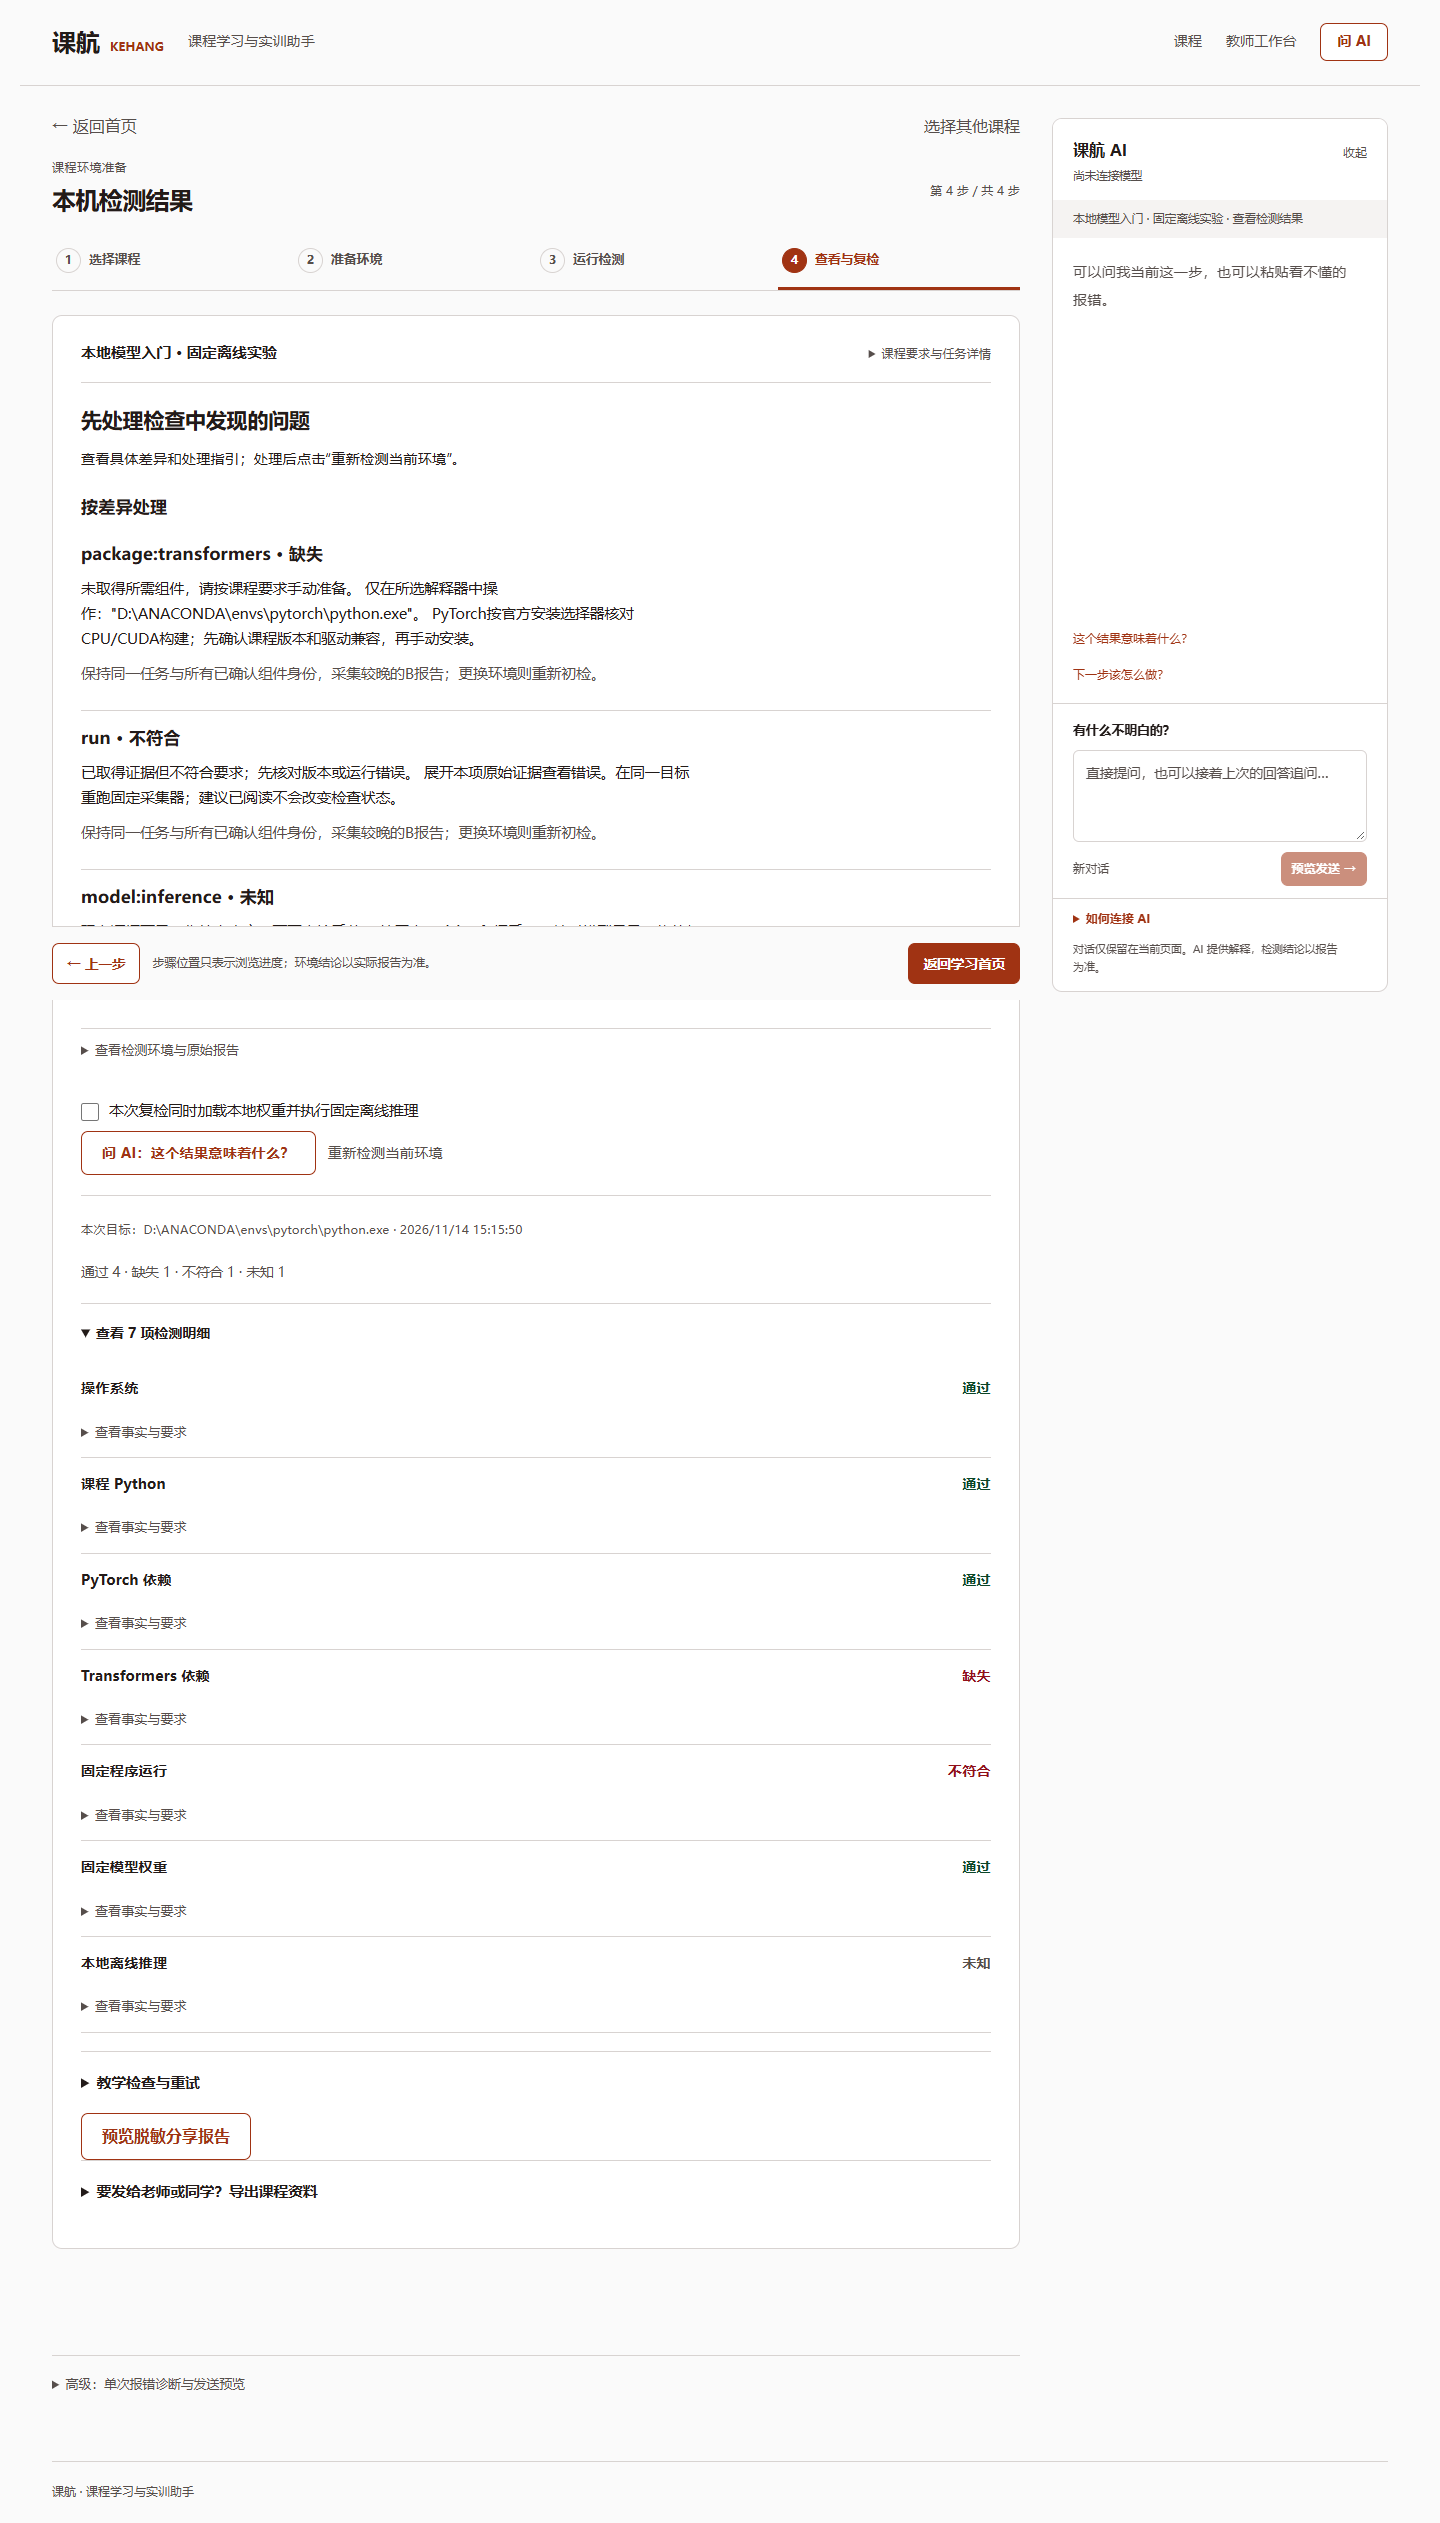 课航 KEHANG 课程学习与实训助手
课程 教师工作台 问 AI
← 返回首页 选择其他课程
课程环境准备
本机检测结果
第 4 步 / 共 4 步
1 选择课程 2 准备环境 3 运行检测 4 查看与复检
本地模型入门 • 固定离线实验
▶ 课程要求与任务详情
先处理检查中发现的问题
查看具体差异和处理指引；处理后点击“重新检测当前环境”。
按差异处理
package:transformers • 缺失
未取得所需组件，请按课程要求手动准备。 仅在所选解释器中操
作："D:\ANACONDA\envs\pytorch\python.exe"。 PyTorch按官方安装选择器核对
CPU/CUDA构建；先确认课程版本和驱动兼容，再手动安装。
保持同一任务与所有已确认组件身份，采集较晚的B报告；更换环境则重新初检。
run • 不符合
已取得证据但不符合要求；先核对版本或运行错误。 展开本项原始证据查看错误。在同一目标
重跑固定采集器；建议已阅读不会改变检查状态。
保持同一任务与所有已确认组件身份，采集较晚的B报告；更换环境则重新初检。
model:inference • 未知
← 上一步 步骤位置只表示浏览进度；环境结论以实际报告为准。 返回学习首页
▶ 查看检测环境与原始报告
本次复检同时加载本地权重并执行固定离线推理
问 AI：这个结果意味着什么？ 重新检测当前环境
本次目标：D:\ANACONDA\envs\pytorch\python.exe · 2026/11/14 15:15:50
通过 4 · 缺失 1 · 不符合 1 · 未知 1
▼ 查看 7 项检测明细
操作系统 通过
▶ 查看事实与要求
课程 Python 通过
▶ 查看事实与要求
PyTorch 依赖 通过
▶ 查看事实与要求
Transformers 依赖 缺失
▶ 查看事实与要求
固定程序运行 不符合
▶ 查看事实与要求
固定模型权重 通过
▶ 查看事实与要求
本地离线推理 未知
▶ 查看事实与要求
▶ 教学检查与重试
预览脱敏分享报告
▶ 要发给老师或同学？导出课程资料
▶ 高级：单次报错诊断与发送预览
课航 · 课程学习与实训助手
课航 AI 收起
尚未连接模型
本地模型入门 · 固定离线实验 · 查看检测结果
可以问我当前这一步，也可以粘贴看不懂的
报错。
这个结果意味着什么？
下一步该怎么做？
有什么不明白的？
直接提问，也可以接着上次的回答追问...
新对话 预览发送 →
▶ 如何连接 AI
对话仅保留在当前页面。AI 提供解释，检测结论以报告
为准。